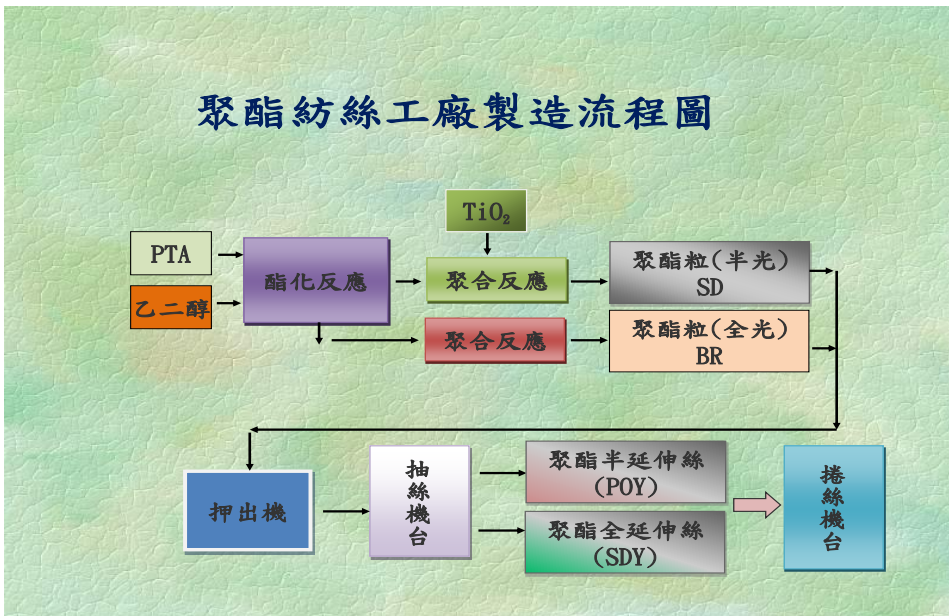 聚酯紡絲工廠製造流程圖
TiO₂
PTA
乙二醇
酯化反應
聚合反應
聚酯粒(半光)
SD
聚合反應
聚酯粒(全光)
BR
押出機
抽絲機台
聚酯半延伸絲
(POY)
聚酯全延伸絲
(SDY)
捲絲機台